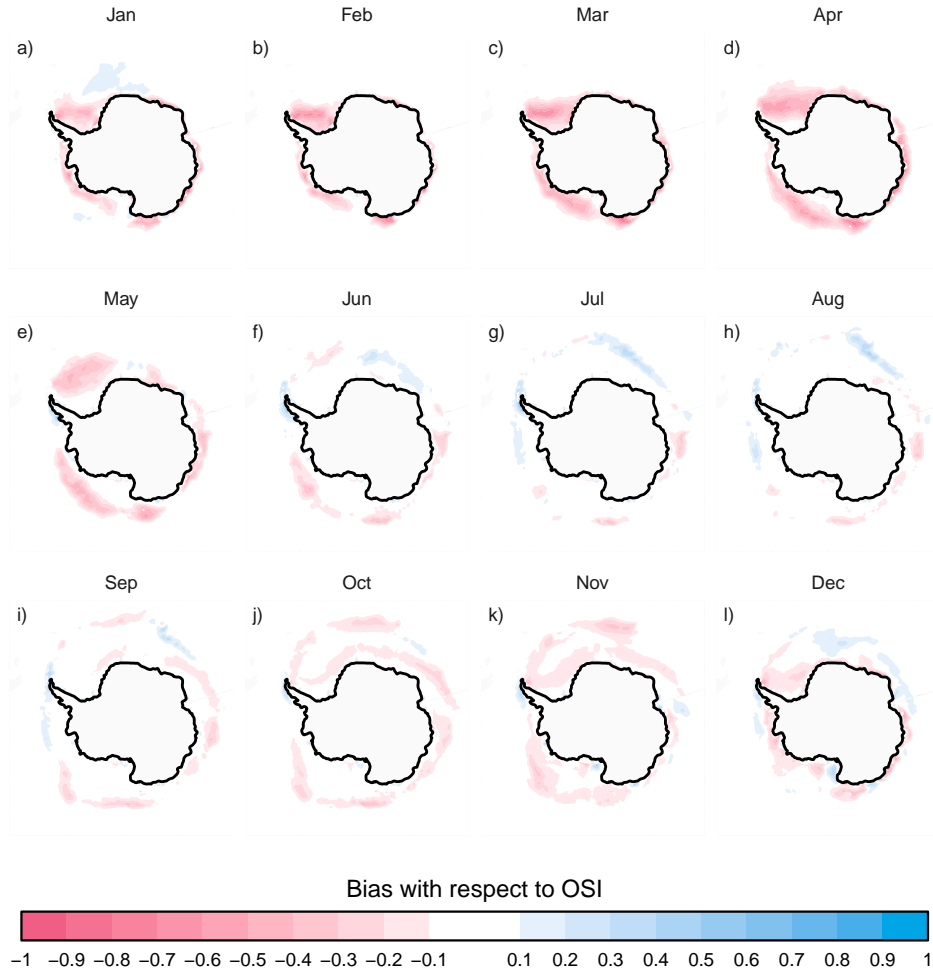 Jan Feb Mar Apr
a) b) c) d)
May Jun Jul Aug
e) f) g) h)
Sep Oct Nov Dec
i) j) k) l)
Bias with respect to OSI
−1 −0.9 −0.8 −0.7 −0.6 −0.5 −0.4 −0.3 −0.2 −0.1 0.1 0.2 0.3 0.4 0.5 0.6 0.7 0.8 0.9 1